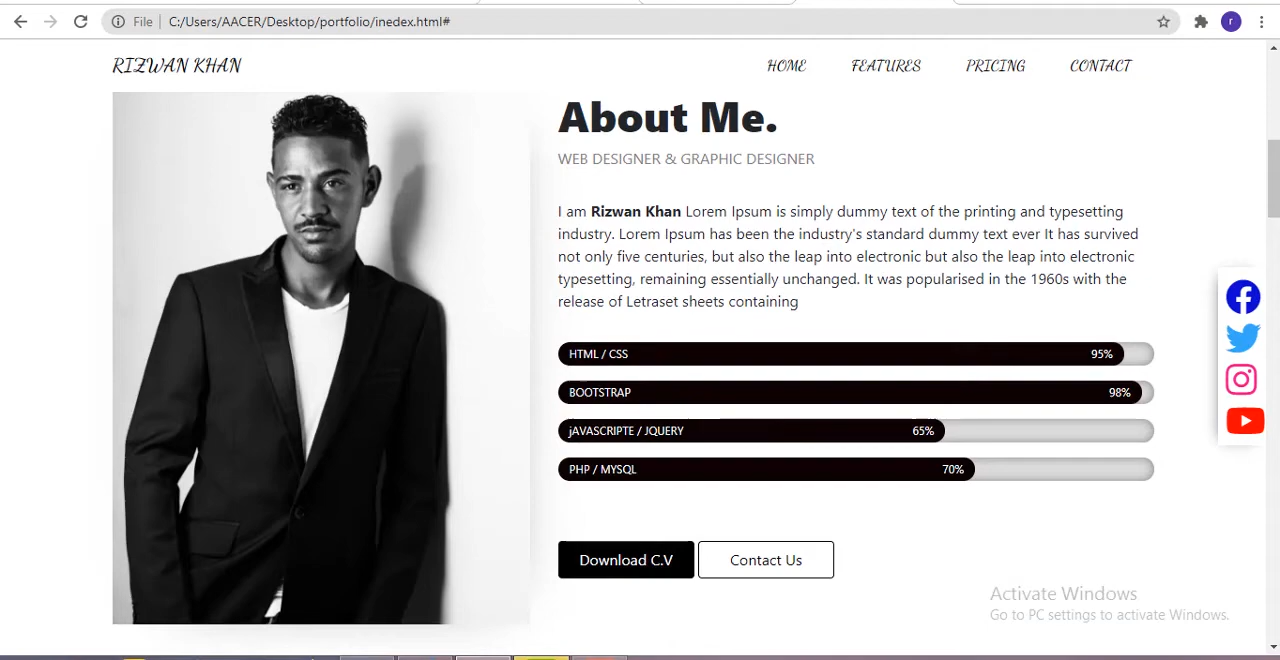 File C:/Users/AACER/Desktop/portfolio/inedex.html#
r
RIZWAN KHAN HOME FEATURES PRICING CONTACT
About Me.
WEB DESIGNER & GRAPHIC DESIGNER
I am Rizwan Khan Lorem Ipsum is simply dummy text of the printing and typesetting
industry. Lorem Ipsum has been the industry's standard dummy text ever It has survived
not only five centuries, but also the leap into electronic but also the leap into electronic
typesetting, remaining essentially unchanged. It was popularised in the 1960s with the
release of Letraset sheets containing
HTML / CSS 95%
BOOTSTRAP 98%
jAVASCRIPTE / JQUERY 65%
PHP / MYSQL 70%
Download C.V Contact Us
Activate Windows
Go to PC settings to activate Windows.